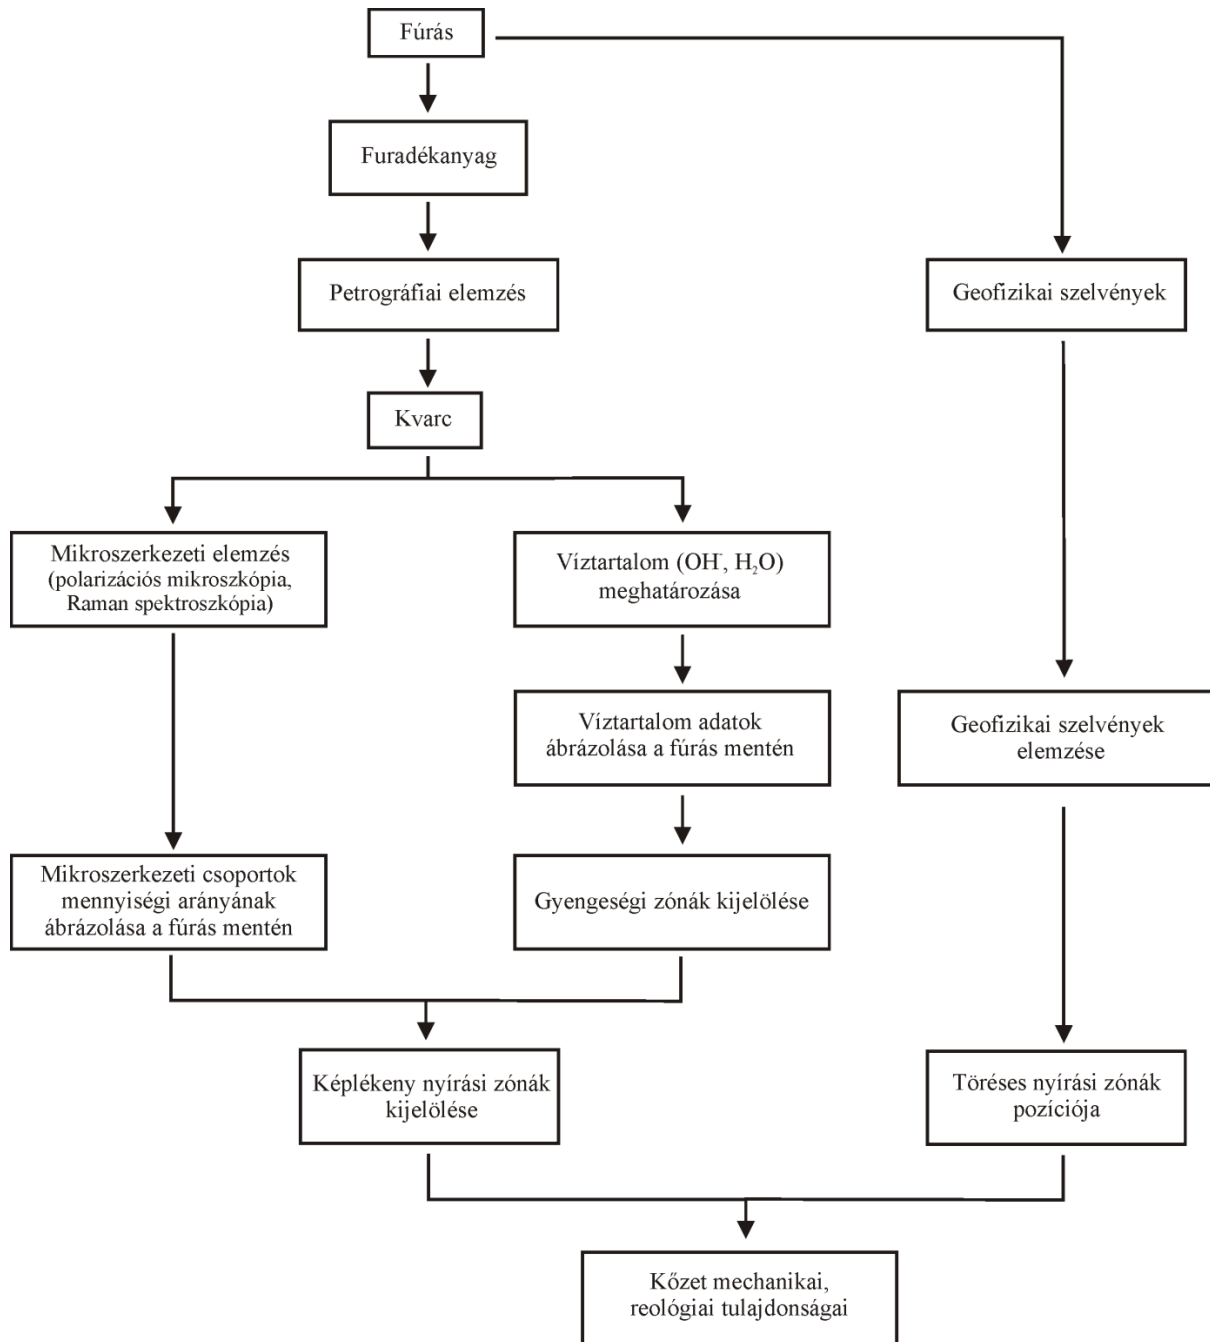 Fúrás
Furadékanyag
Petrográfiai elemzés
Geofizikai szelvények
Kvarc
Mikroszerkezeti elemzés
(polarizációs mikroszkópia,
Raman spektroszkópia)
Víztartalom (OH⁻, H₂O)
meghatározása
Víztartalom adatok
ábrázolása a fúrás mentén
Geofizikai szelvények
elemzése
Mikroszerkezeti csoportok
mennyiségi arányának
ábrázolása a fúrás mentén
Gyengeségi zónák kijelölése
Képlékeny nyírási zónák
kijelölése
Töréses nyírási zónák
pozíciója
Kőzet mechanikai,
reológiai tulajdonságai